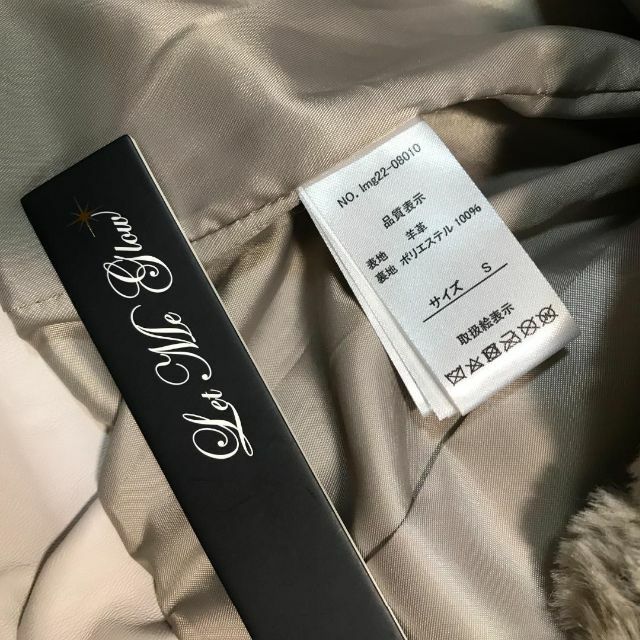 Let Me Glow
NO. lmg22-08010
品質表示
表地 羊革
裏地 ポリエステル 100%
サイズ S
取扱絵表示